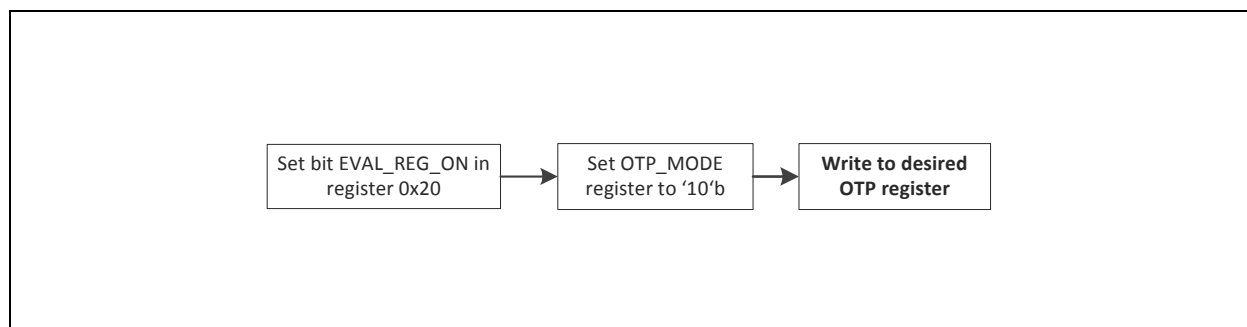 Set bit EVAL_REG_ON in
register 0x20
Set OTP_MODE
register to ‘10‘b
Write to desired
OTP register